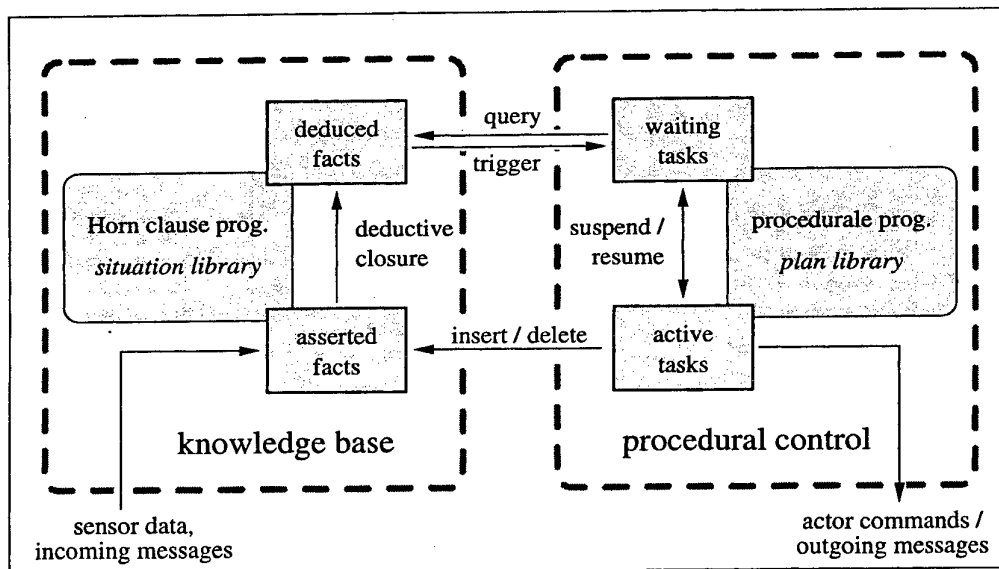 deduced
facts
query
trigger
waiting
tasks
Horn clause prog.
situation library
deductive
closure
suspend /
resume
procedurale prog.
plan library
asserted
facts
insert / delete
active
tasks
knowledge base
procedural control
sensor data,
incoming messages
actor commands /
outgoing messages